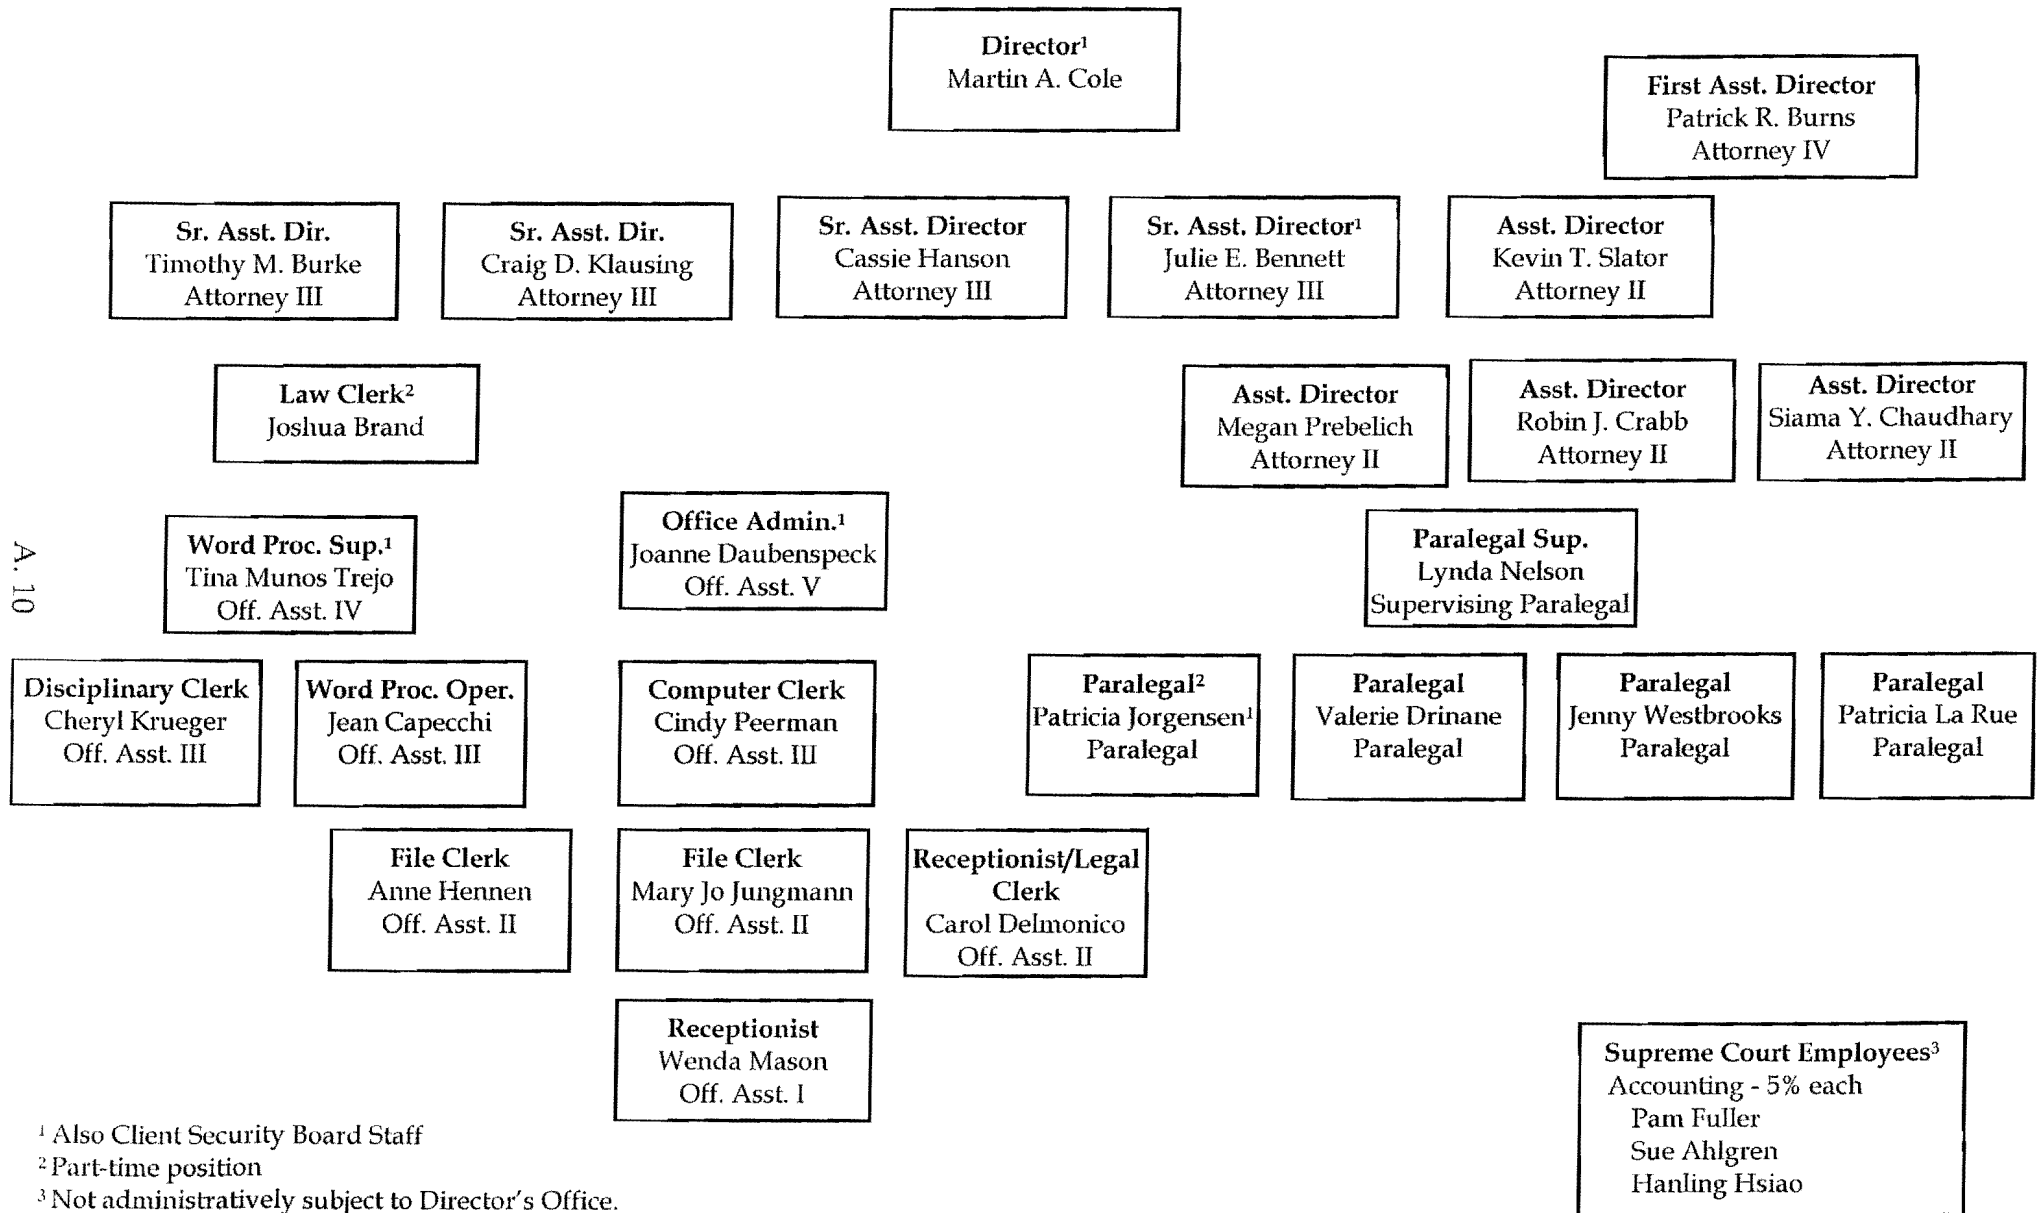 Director¹
Martin A. Cole
First Asst. Director
Patrick R. Burns
Attorney IV
Sr. Asst. Dir.
Timothy M. Burke
Attorney III
Sr. Asst. Dir.
Craig D. Klausing
Attorney III
Sr. Asst. Director
Cassie Hanson
Attorney III
Sr. Asst. Director¹
Julie E. Bennett
Attorney III
Asst. Director
Kevin T. Slator
Attorney II
Law Clerk²
Joshua Brand
Asst. Director
Megan Prebelich
Attorney II
Asst. Director
Robin J. Crabb
Attorney II
Asst. Director
Siama Y. Chaudhary
Attorney II
Word Proc. Sup.¹
Tina Munos Trejo
Off. Asst. IV
Office Admin.¹
Joanne Daubenspeck
Off. Asst. V
Paralegal Sup.
Lynda Nelson
Supervising Paralegal
A. 10
Disciplinary Clerk
Cheryl Krueger
Off. Asst. III
Word Proc. Oper.
Jean Capecchi
Off. Asst. III
Computer Clerk
Cindy Peerman
Off. Asst. III
Paralegal²
Patricia Jorgensen¹
Paralegal
Paralegal
Valerie Drinane
Paralegal
Paralegal
Jenny Westbrooks
Paralegal
Paralegal
Patricia La Rue
Paralegal
File Clerk
Anne Hennen
Off. Asst. II
File Clerk
Mary Jo Jungmann
Off. Asst. II
Receptionist/Legal
Clerk
Carol Delmonico
Off. Asst. II
Receptionist
Wenda Mason
Off. Asst. I
Supreme Court Employees³
Accounting - 5% each
Pam Fuller
Sue Ahlgren
Hanling Hsiao
¹ Also Client Security Board Staff
² Part-time position
³ Not administratively subject to Director's Office.